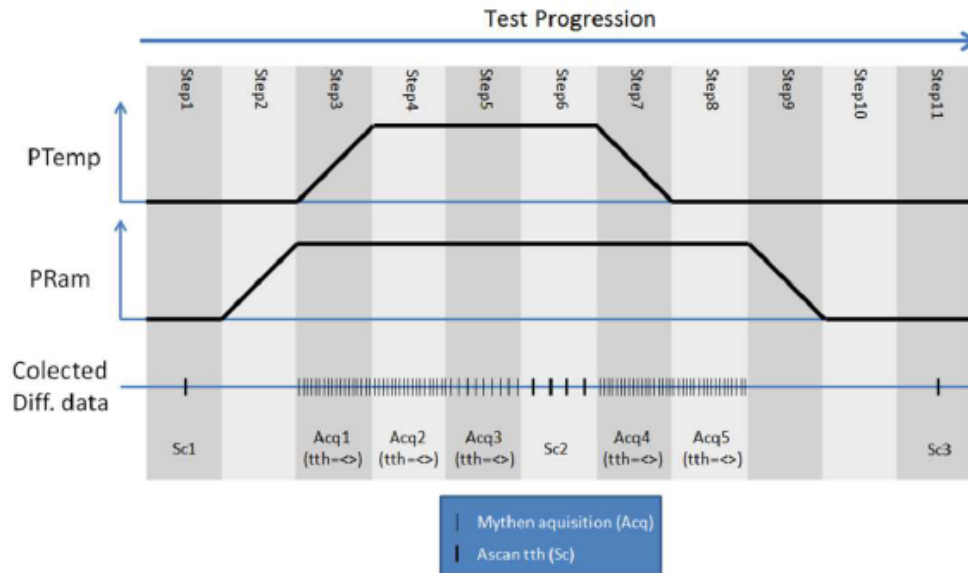 Test Progression
Step1
Step2
Step3
Step4
Step5
Step6
Step7
Step8
Step9
Step10
Step11
PTemp
PRam
Colected
Diff. data
Sc1
Acq1
(tth=<>)
Acq2
(tth=<>)
Acq3
(tth=<>)
Sc2
Acq4
(tth=<>)
Acq5
(tth=<>)
Sc3
Mythen aquisition (Acq)
Ascan tth (Sc)